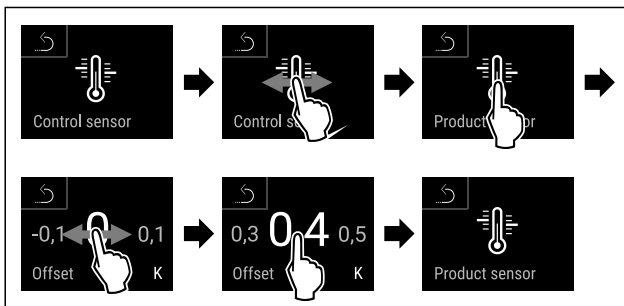 Control sensor
Control
Product
-0,1 0 0,1
Offset K
0,3 0,4 0,5
Offset K
Product sensor